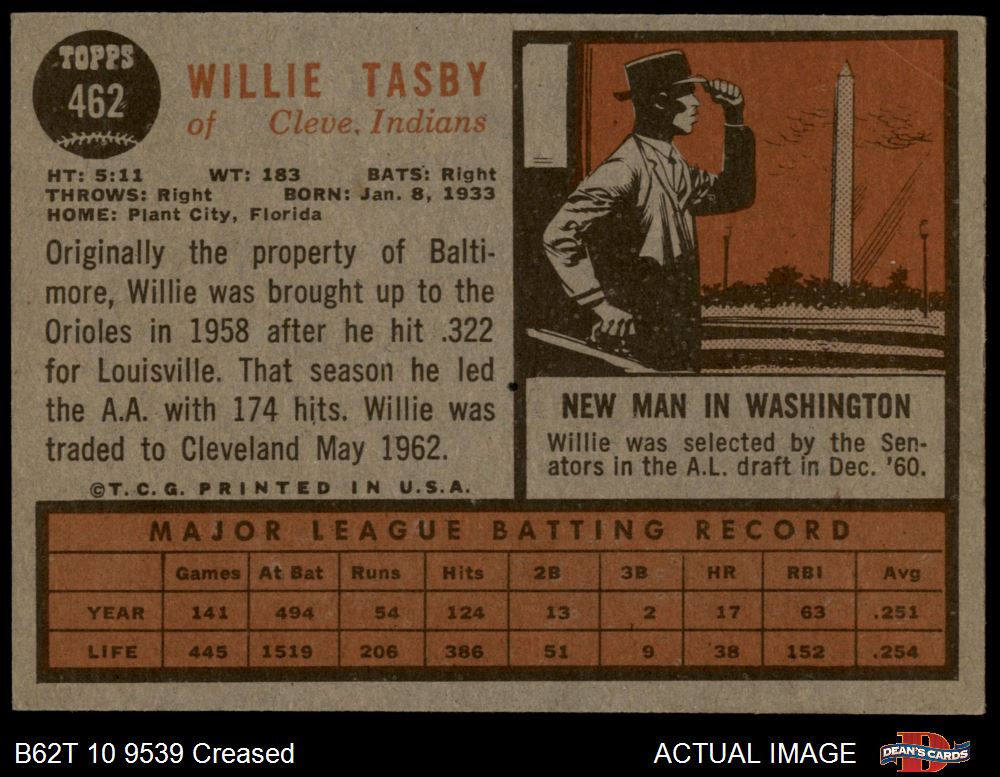 TOPPS
462
WILLIE TASBY
of Cleve. Indians
HT: 5:11 WT: 183 BATS: Right
THROWS: Right BORN: Jan. 8, 1933
HOME: Plant City, Florida
Originally the property of Balti-
more, Willie was brought up to the
Orioles in 1958 after he hit .322
for Louisville. That season he led
the A.A. with 174 hits. Willie was
traded to Cleveland May 1962.
©T.C.G. PRINTED IN U.S.A.
NEW MAN IN WASHINGTON
Willie was selected by the Sen-
ators in the A.L. draft in Dec. '60.
MAJOR LEAGUE BATTING RECORD
Games At Bat Runs Hits 2B 3B HR RBI Avg
YEAR 141 494 54 124 13 2 17 63 .251
LIFE 445 1519 206 386 51 9 38 152 .254
B62T 10 9539 Creased
ACTUAL IMAGE
DEAN'S CARDS